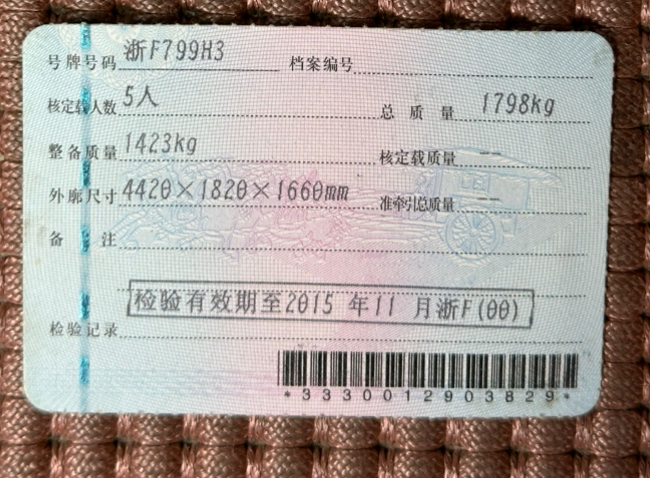 号牌号码 浙F799H3 档案编号
核定载人数 5人 总质量 1798kg
整备质量 1423kg 核定载质量 --
外廓尺寸 4420×1820×1660mm 准牵引总质量 --
备注
检验有效期至2015年11月浙F(00)
检验记录
*3330012903829*